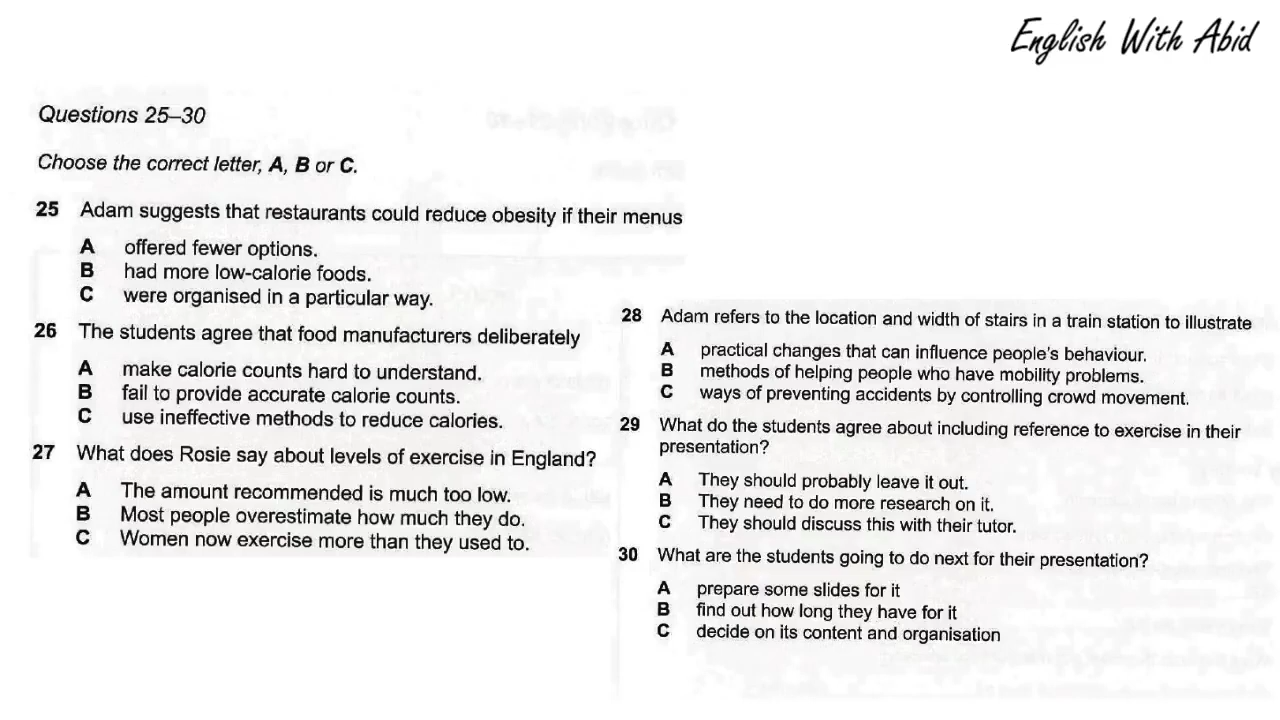 English With Abid
Questions 25–30
Choose the correct letter, A, B or C.
25 Adam suggests that restaurants could reduce obesity if their menus
A offered fewer options.
B had more low-calorie foods.
C were organised in a particular way.
26 The students agree that food manufacturers deliberately
A make calorie counts hard to understand.
B fail to provide accurate calorie counts.
C use ineffective methods to reduce calories.
27 What does Rosie say about levels of exercise in England?
A The amount recommended is much too low.
B Most people overestimate how much they do.
C Women now exercise more than they used to.
28 Adam refers to the location and width of stairs in a train station to illustrate
A practical changes that can influence people's behaviour.
B methods of helping people who have mobility problems.
C ways of preventing accidents by controlling crowd movement.
29 What do the students agree about including reference to exercise in their
presentation?
A They should probably leave it out.
B They need to do more research on it.
C They should discuss this with their tutor.
30 What are the students going to do next for their presentation?
A prepare some slides for it
B find out how long they have for it
C decide on its content and organisation